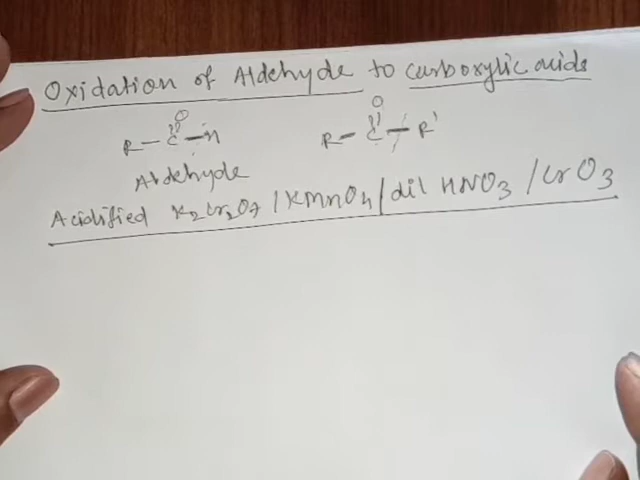 Oxidation of Aldehyde to carboxylic acids
O O
R-C-H R-C-R'
Aldehyde
Acidified K2Cr2O7/KMnO4/dil HNO3/CrO3